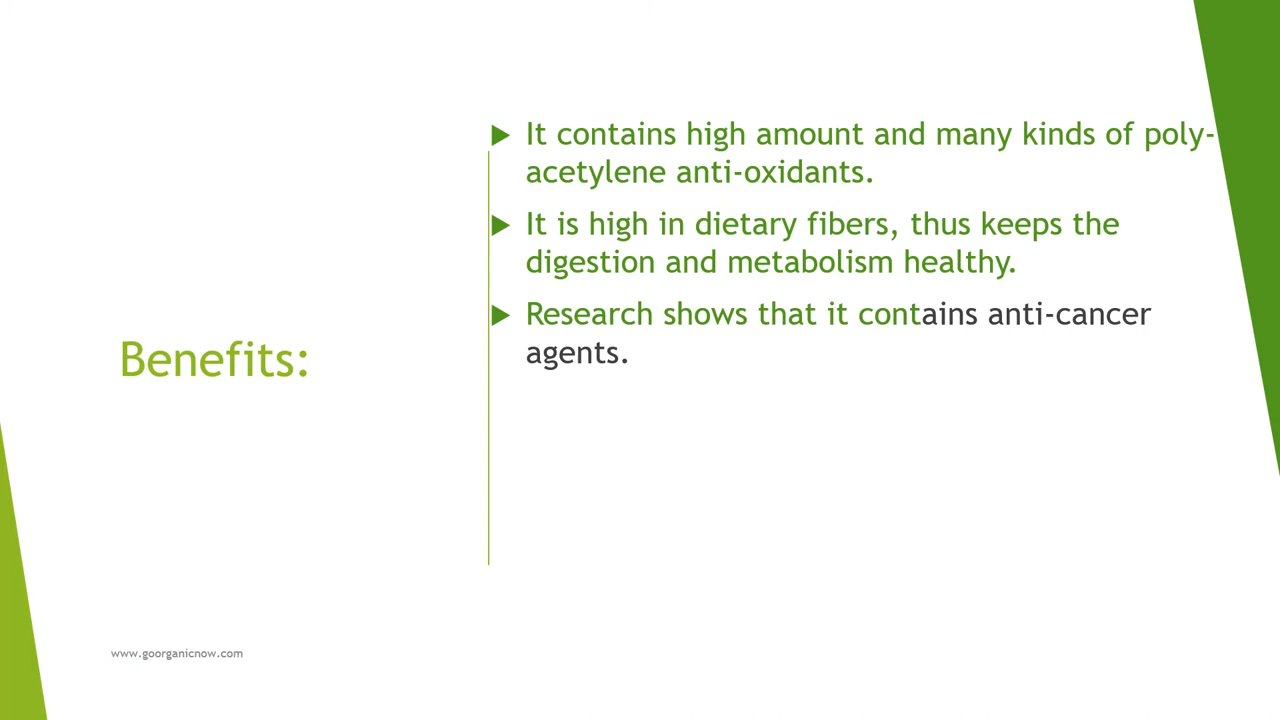 Benefits:
It contains high amount and many kinds of poly-
acetylene anti-oxidants.
It is high in dietary fibers, thus keeps the
digestion and metabolism healthy.
Research shows that it contains anti-cancer
agents.
www.goorganicnow.com